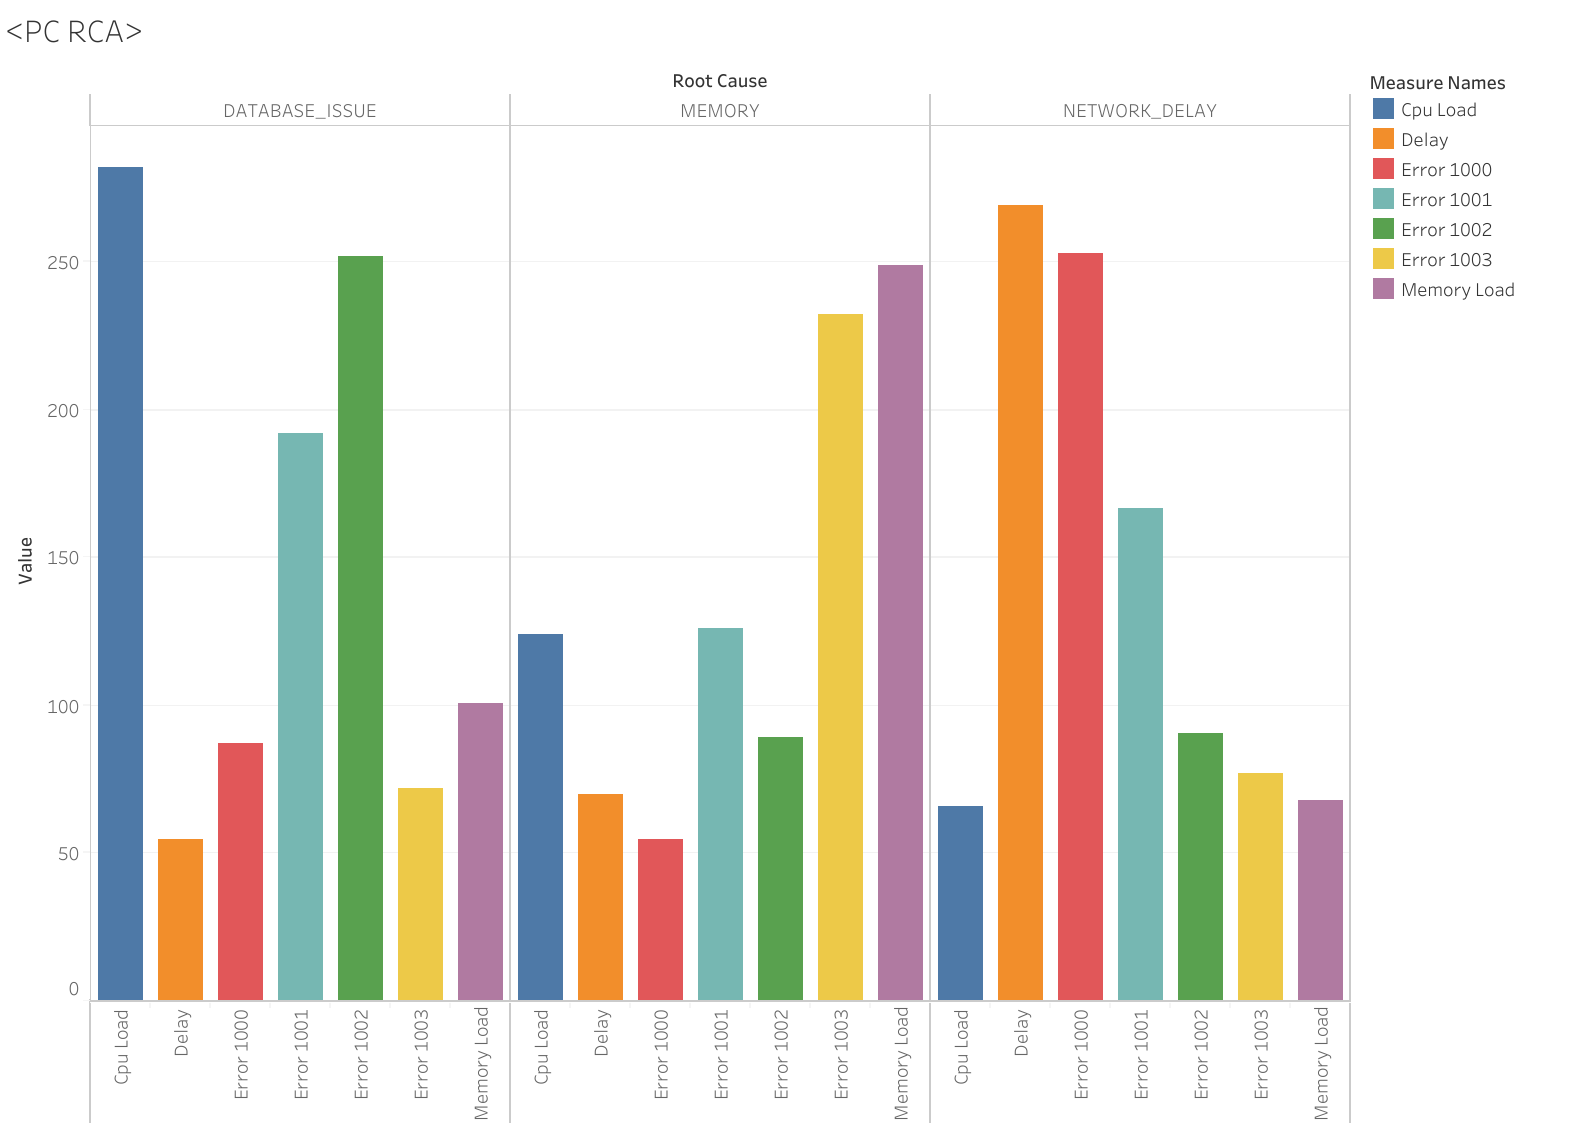 <PC RCA>
Root Cause
DATABASE_ISSUE MEMORY NETWORK_DELAY
Measure Names
Cpu Load
Delay
Error 1000
Error 1001
Error 1002
Error 1003
Memory Load
Value
250
200
150
100
50
0
Cpu Load Delay Error 1000 Error 1001 Error 1002 Error 1003 Memory Load Cpu Load Delay Error 1000 Error 1001 Error 1002 Error 1003 Memory Load Cpu Load Delay Error 1000 Error 1001 Error 1002 Error 1003 Memory Load